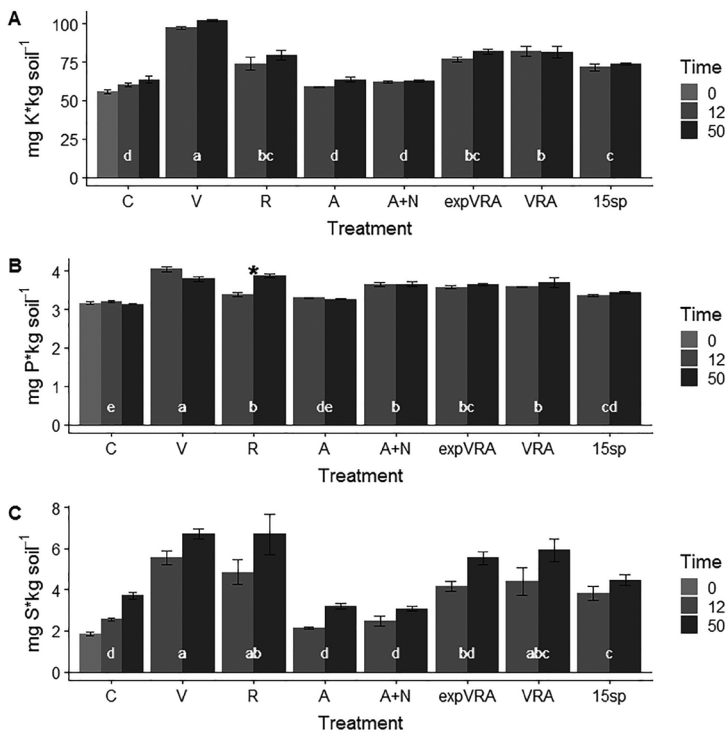 A
mg K*kg soil⁻¹
100
75
50
25
0
d
a
bc
d
d
bc
b
c
C V R A A+N expVRA VRA 15sp
Treatment
Time
0
12
50
B
mg P*kg soil⁻¹
4
3
2
1
0
*
e
a
b
de
b
bc
b
cd
C V R A A+N expVRA VRA 15sp
Treatment
Time
0
12
50
C
mg S*kg soil⁻¹
8
6
4
2
0
d
a
ab
d
d
bd
abc
c
C V R A A+N expVRA VRA 15sp
Treatment
Time
0
12
50